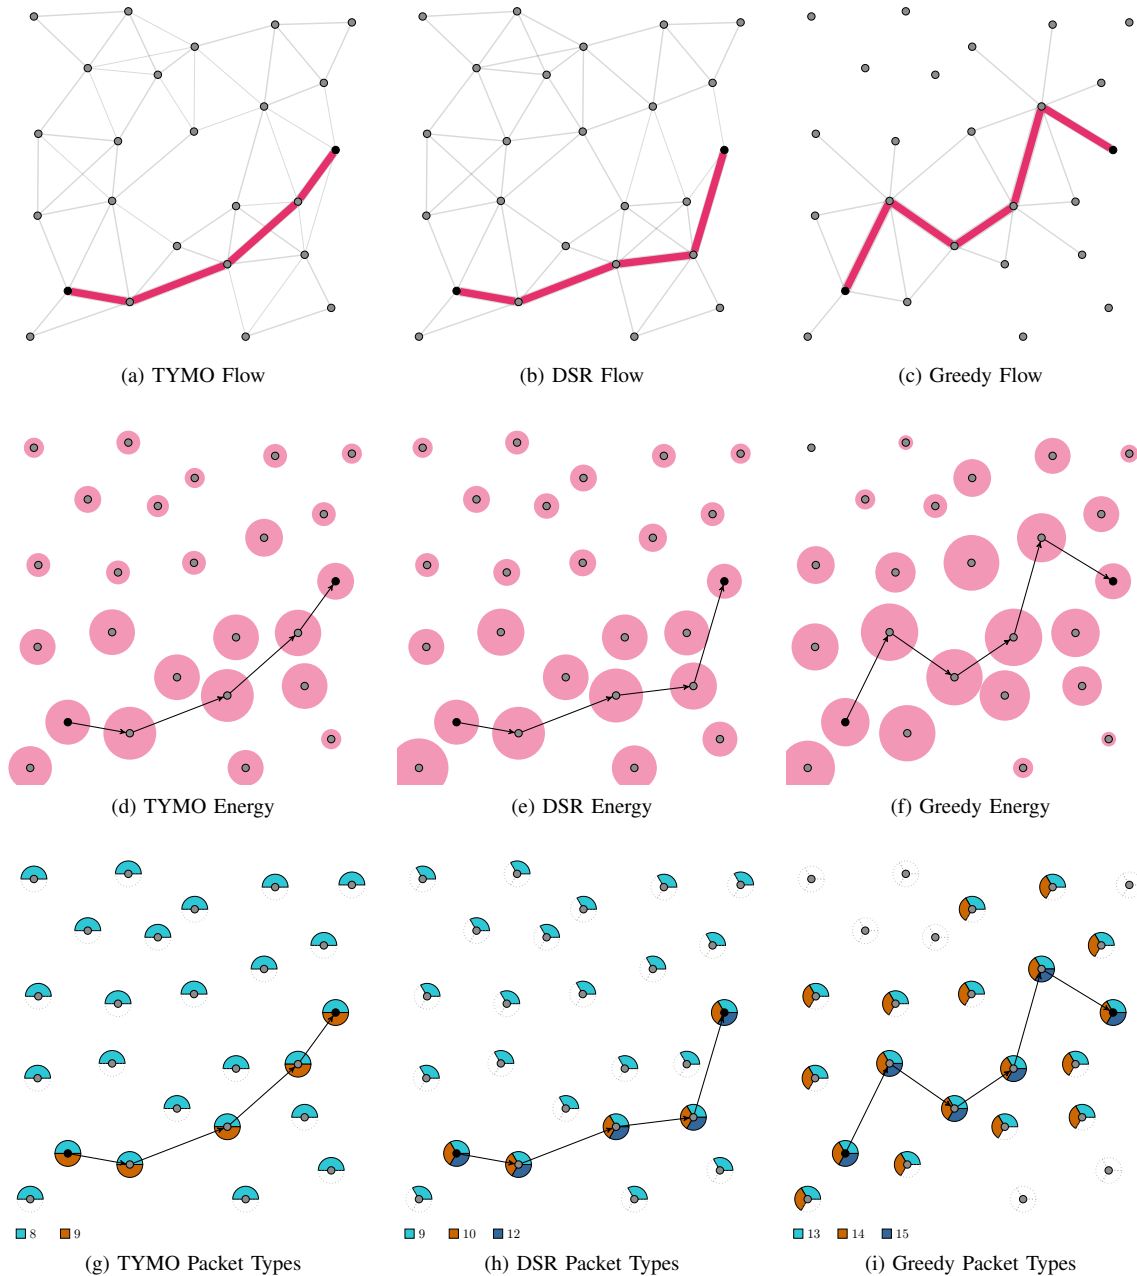 (a) TYMO Flow
(b) DSR Flow
(c) Greedy Flow
(d) TYMO Energy
(e) DSR Energy
(f) Greedy Energy
8 9
9 10 12
13 14 15
(g) TYMO Packet Types
(h) DSR Packet Types
(i) Greedy Packet Types